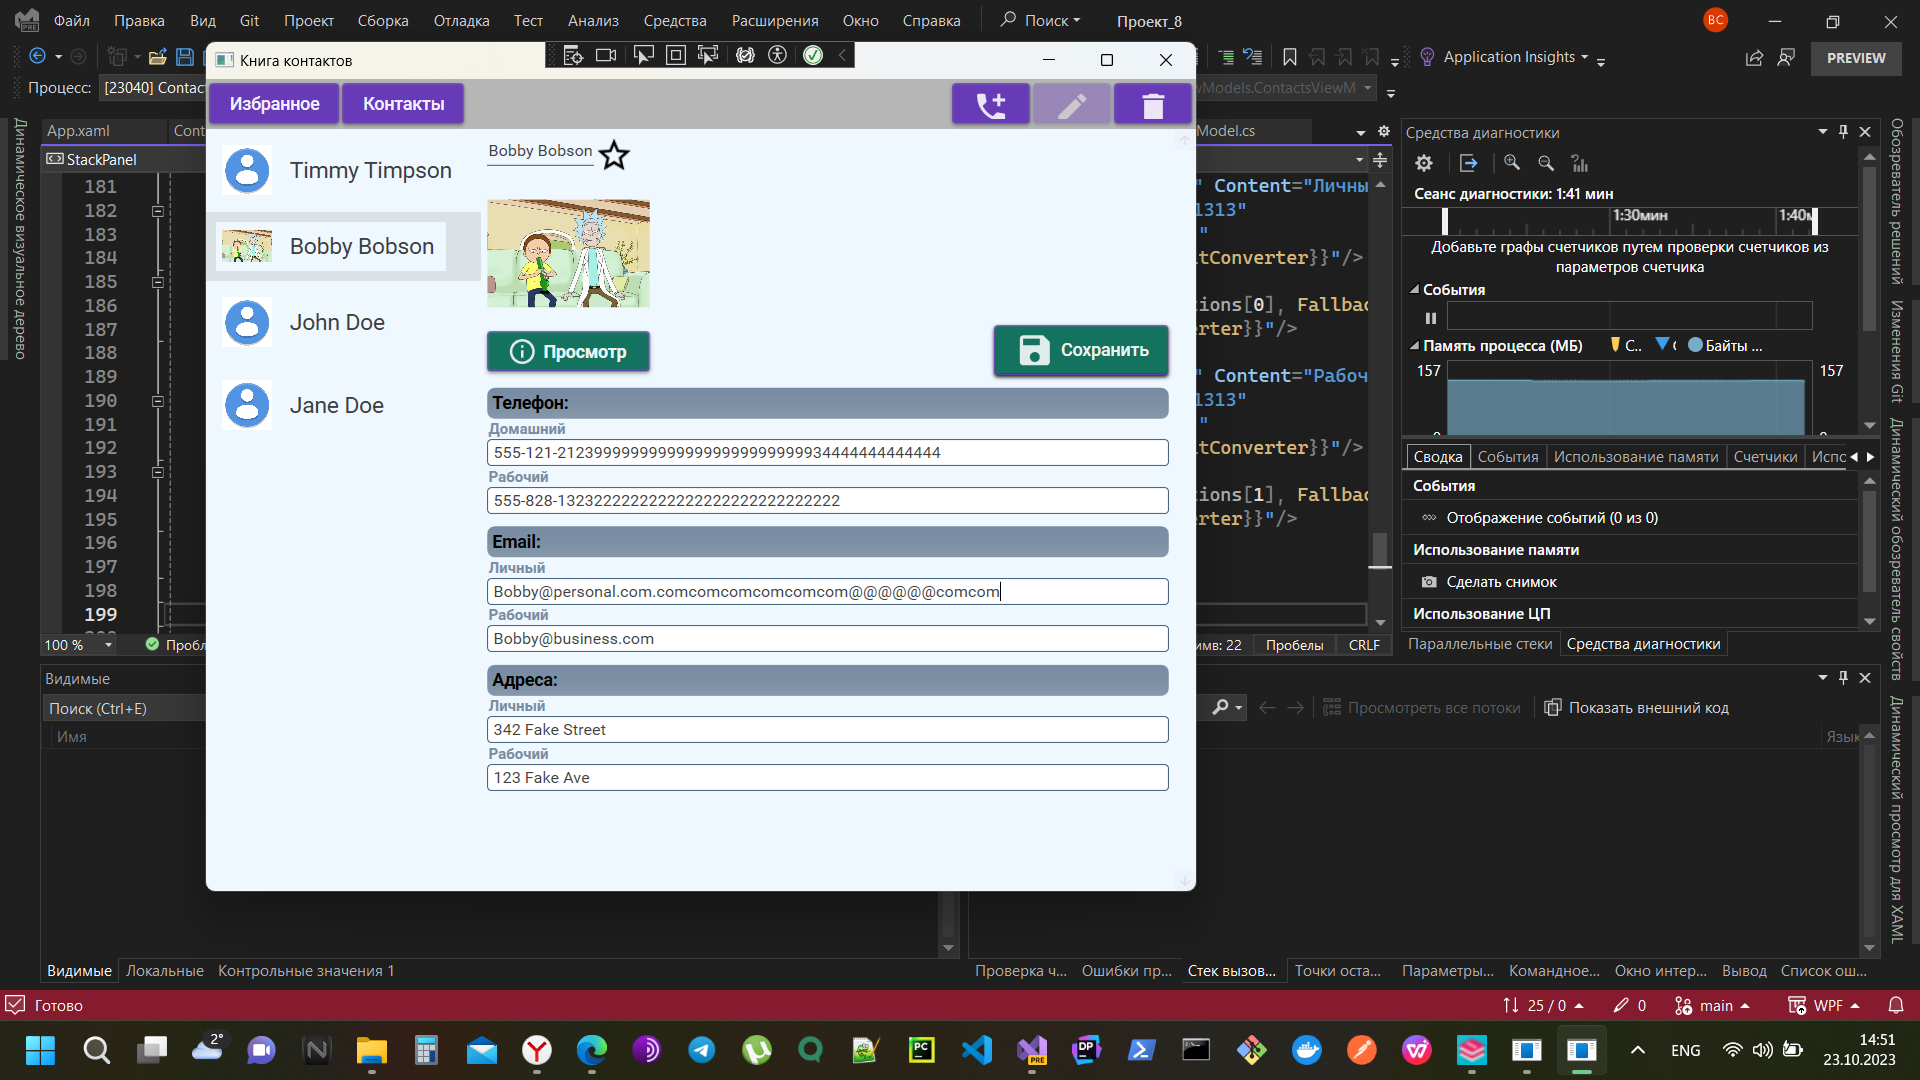 Файл Правка Вид Git Проект Сборка Отладка Тест Анализ Средства Расширения Окно Справка Поиск Проект_8 ВС
Application Insights PREVIEW
Процесс: [23040] Contac
Models.ContactsViewM
Книга контактов
Избранное Контакты
App.xaml Cont
Model.cs
StackPanel
181
182
183
184
185
186
187
188
189
190
191
192
193
194
195
196
197
198
199
100 % Пробл
Timmy Timpson
Bobby Bobson
John Doe
Jane Doe
Bobby Bobson
Просмотр
Сохранить
Телефон:
Домашний
Рабочий
Email:
Личный
Bobby@personal.com.comcomcomcomcomcom@@@@@@comcom
Рабочий
Bobby@business.com
Адреса:
Личный
342 Fake Street
Рабочий
123 Fake Ave
" Content="Личны
1313"
"
tConverter}}"/>
ions[0], Fallbac
rter}}"/>
" Content="Рабоч
1313"
"
tConverter}}"/>
ions[1], Fallbac
rter}}"/>
имв: 22 Пробелы CRLF
Средства диагностики
Сеанс диагностики: 1:41 мин
1:30мин 1:40м
Добавьте графы счетчиков путем проверки счетчиков из
параметров счетчика
События
Память процесса (МБ) С.. Байты ...
157 157
Сводка События Использование памяти Счетчики Испо
События
Отображение событий (0 из 0)
Использование памяти
Сделать снимок
Использование ЦП
Параллельные стеки Средства диагностики
Динамическое визуальное дерево
Обозреватель решений
Изменения Git
Динамический обозреватель свойств
Динамический просмотр для XAML
Видимые
Поиск (Ctrl+E)
Имя
Просмотреть все потоки Показать внешний код
Язык
Видимые Локальные Контрольные значения 1
Проверка ч... Ошибки пр... Стек вызов... Точки оста... Параметры... Командное... Окно интер... Вывод Список ош...
Готово
25 / 0 0 main WPF
2°
ENG
14:51
23.10.2023